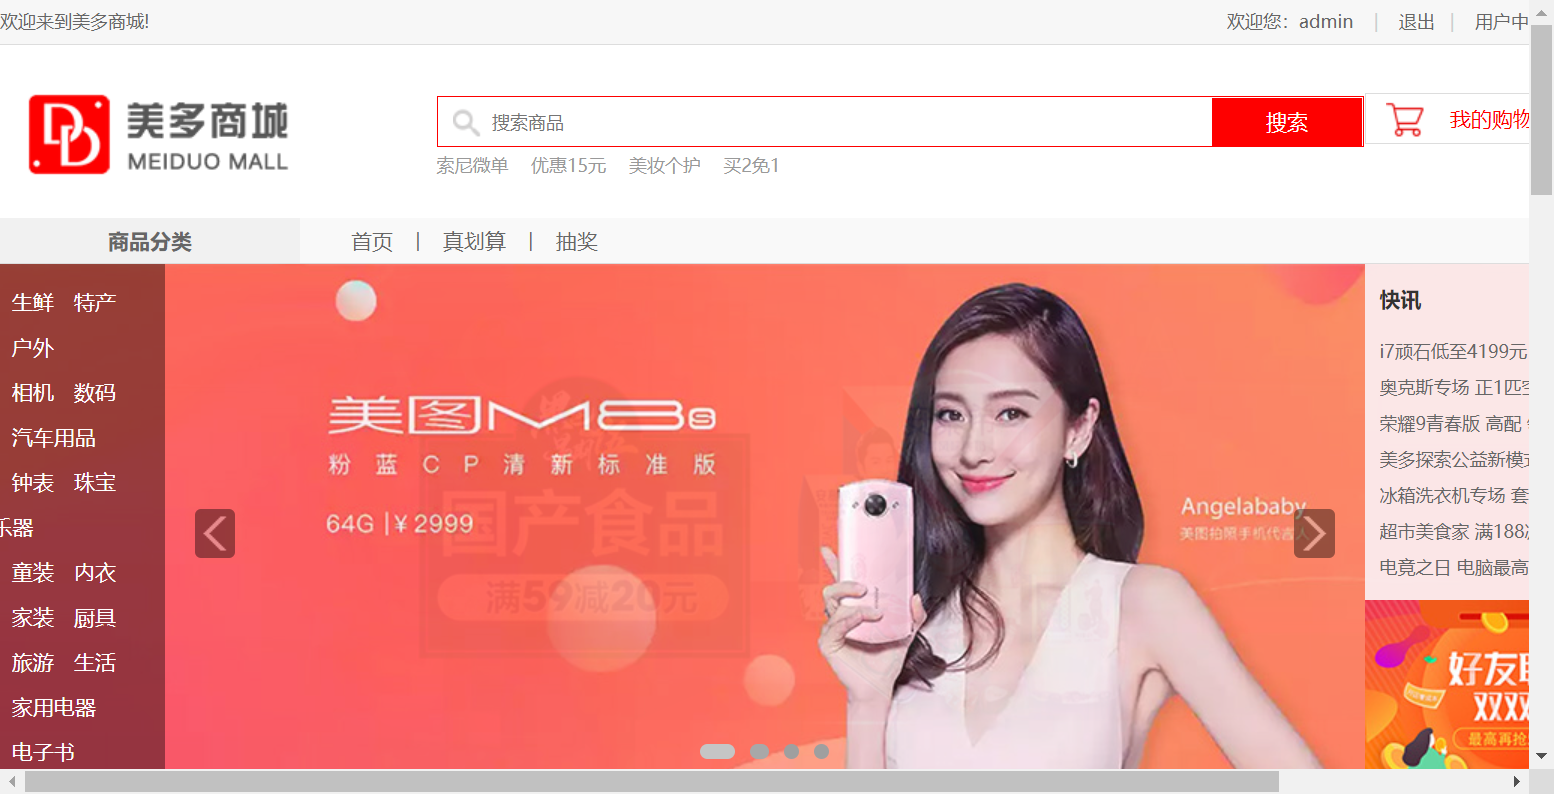 欢迎来到美多商城!
欢迎您：admin | 退出 | 用户中
美多商城
MEIDUO MALL
搜索商品
搜索
我的购物
索尼微单 优惠15元 美妆个护 买2免1
商品分类
首页 | 真划算 | 抽奖
生鲜 特产
户外
相机 数码
汽车用品
钟表 珠宝
乐器
童装 内衣
家装 厨具
旅游 生活
家用电器
电子书
美图M8s
粉蓝CP清新标准版
64G |¥ 2999
国产食品
满59减20元
Angelababy
美图拍照手机代言人
快讯
i7顽石低至4199元
奥克斯专场 正1匹空
荣耀9青春版 高配
美多探索公益新模式
冰箱洗衣机专场 套
超市美食家 满188减
电竞之日 电脑最高
好友联
双双
最高再抢